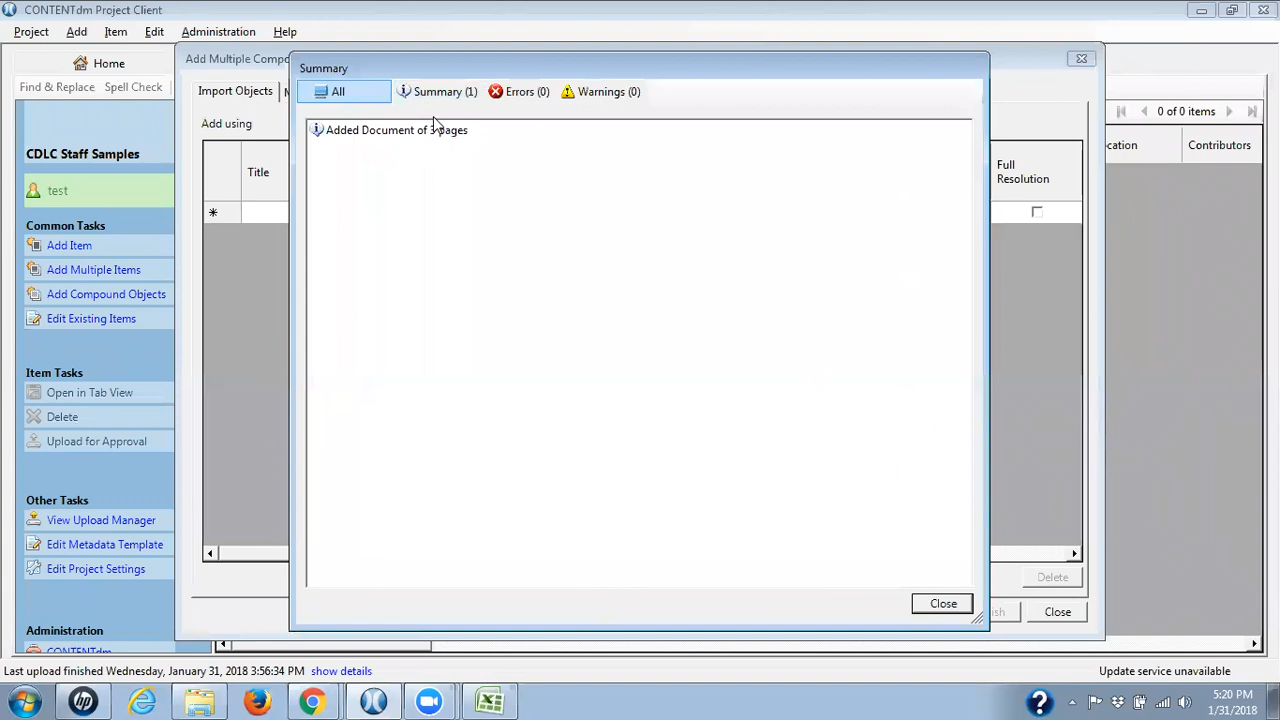 CONTENTdm Project Client
Project Add Item Edit Administration Help
Home
Find & Replace Spell Check
CDLC Staff Samples
test
Common Tasks
Add Item
Add Multiple Items
Add Compound Objects
Edit Existing Items
Item Tasks
Open in Tab View
Delete
Upload for Approval
Other Tasks
View Upload Manager
Edit Metadata Template
Edit Project Settings
Administration
CONTENTdm
Add Multiple
Import Objects
Add using
Title
Summary
All Summary (1) Errors (0) Warnings (0)
Added Document of 3 pages
Close
Full
Resolution
Delete
Close
0 of 0 items
Contributors
Last upload finished Wednesday, January 31, 2018 3:56:34 PM show details
Update service unavailable
5:20 PM
1/31/2018